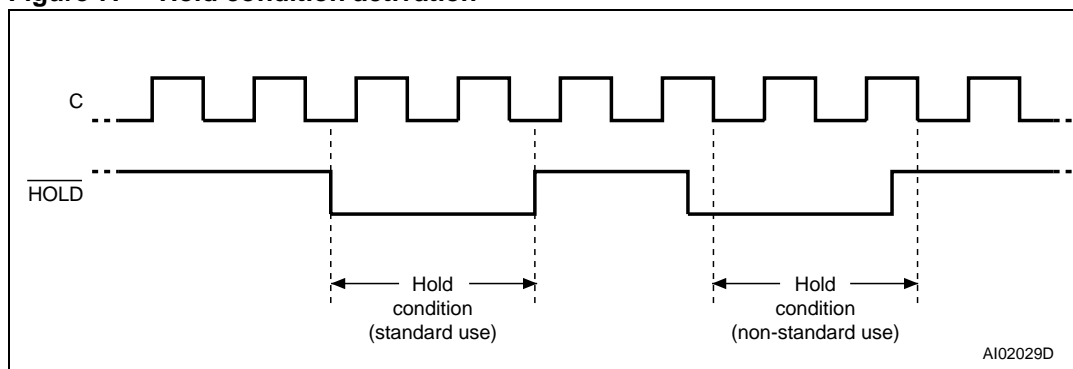 C
HOLD
Hold
condition
(standard use)
Hold
condition
(non-standard use)
AI02029D